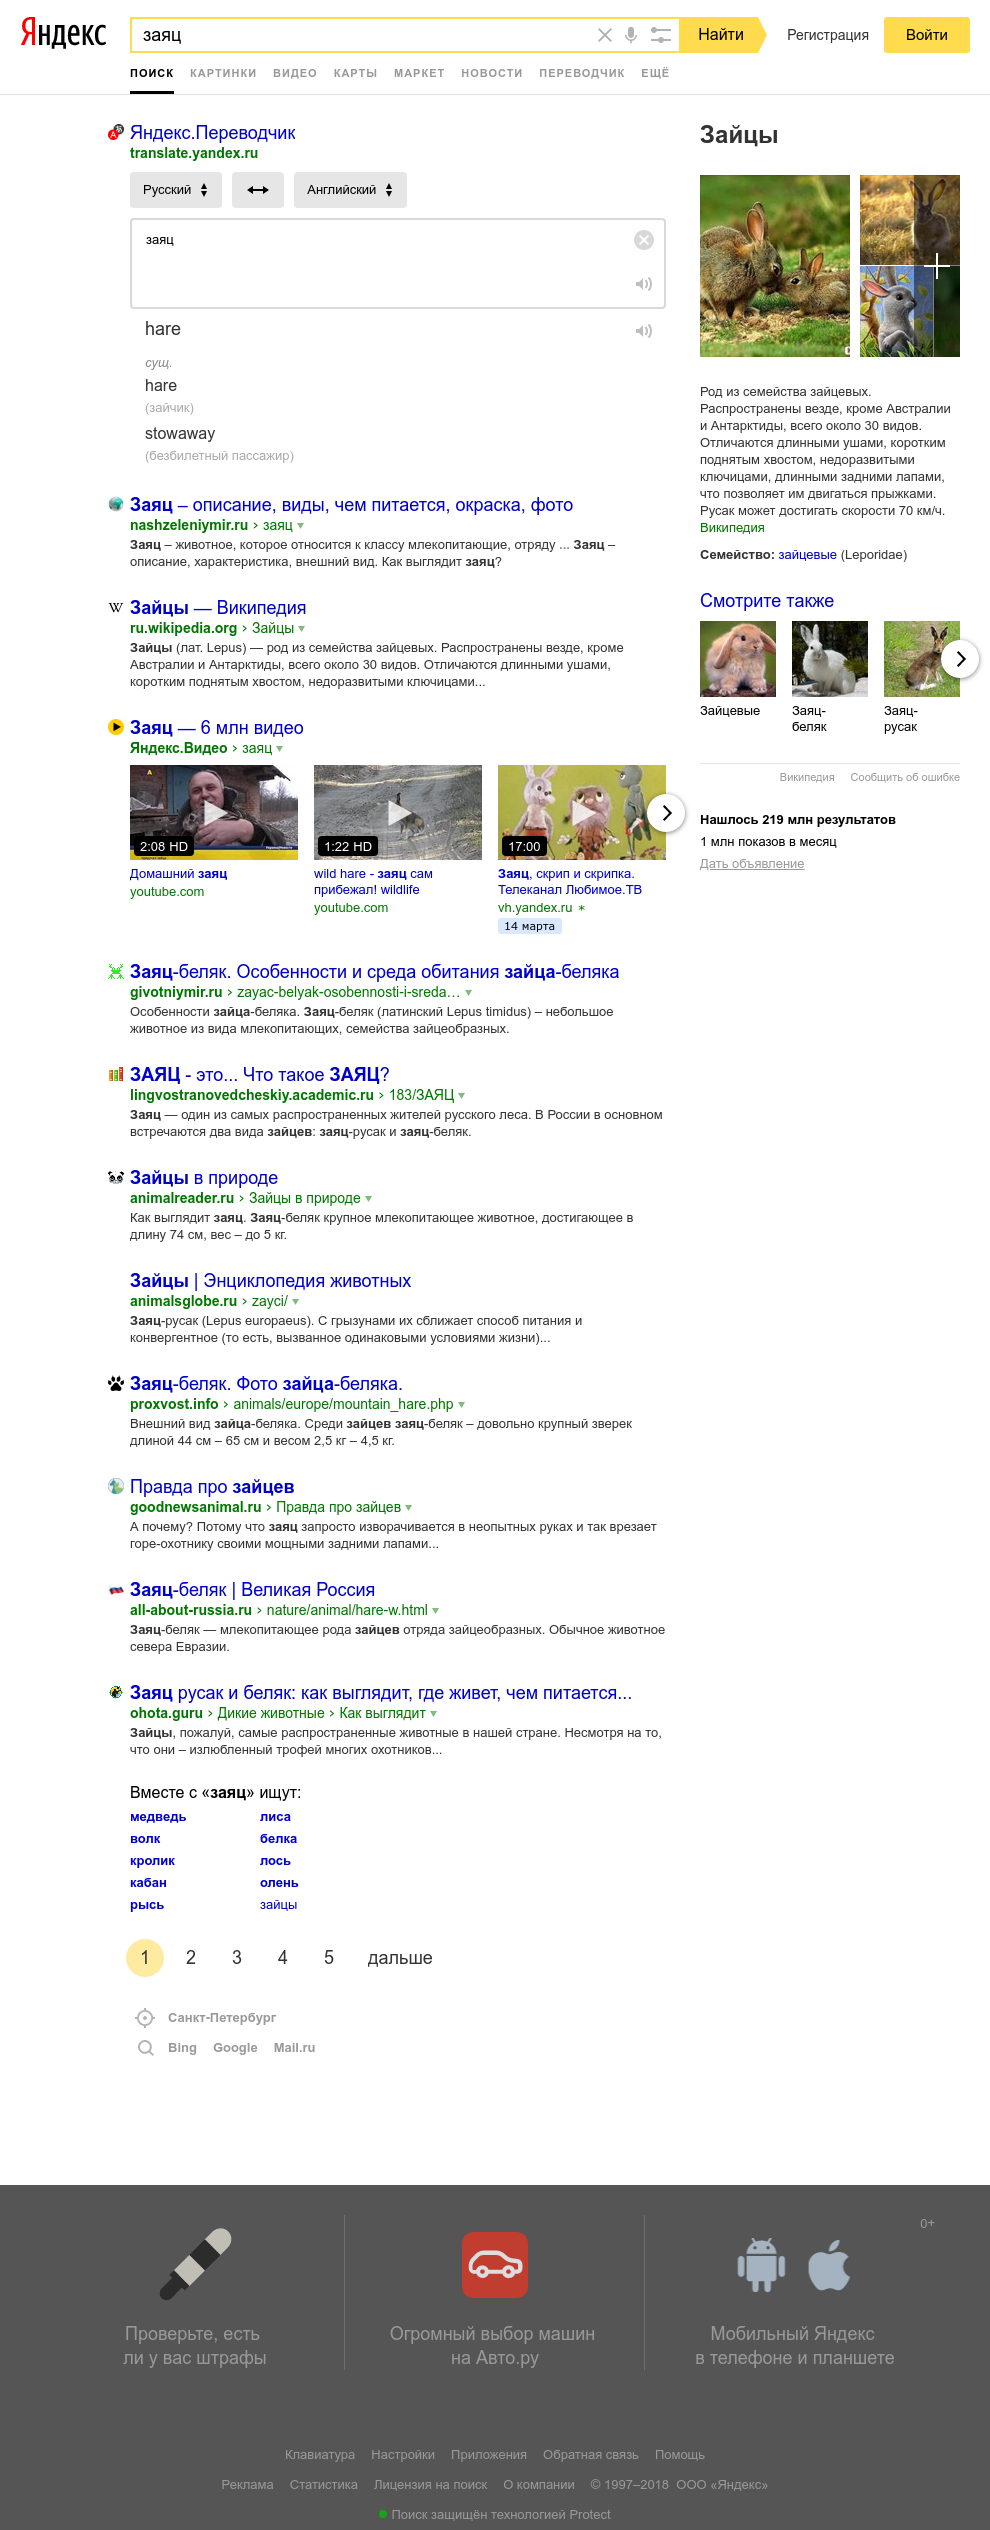 Яндекс
заяц
Найти
Регистрация
Войти
ПОИСК КАРТИНКИ ВИДЕО КАРТЫ МАРКЕТ НОВОСТИ ПЕРЕВОДЧИК ЕЩЁ
Яндекс.Переводчик
translate.yandex.ru
Русский
Английский
заяц
hare
сущ.
hare
(зайчик)
stowaway
(безбилетный пассажир)
Заяц – описание, виды, чем питается, окраска, фото
nashzeleniymir.ru › заяц
Заяц – животное, которое относится к классу млекопитающие, отряду ... Заяц –
описание, характеристика, внешний вид. Как выглядит заяц?
Зайцы — Википедия
ru.wikipedia.org › Зайцы
Зайцы (лат. Lepus) — род из семейства зайцевых. Распространены везде, кроме
Австралии и Антарктиды, всего около 30 видов. Отличаются длинными ушами,
коротким поднятым хвостом, недоразвитыми ключицами...
Заяц — 6 млн видео
Яндекс.Видео › заяц
2:08 HD
1:22 HD
17:00
Домашний заяц
youtube.com
wild hare - заяц сам
прибежал! wildlife
youtube.com
Заяц, скрип и скрипка.
Телеканал Любимое.ТВ
vh.yandex.ru ✶
14 марта
Заяц-беляк. Особенности и среда обитания зайца-беляка
givotniymir.ru › zayac-belyak-osobennosti-i-sreda…
Особенности зайца-беляка. Заяц-беляк (латинский Lepus timidus) – небольшое
животное из вида млекопитающих, семейства зайцеобразных.
ЗАЯЦ - это... Что такое ЗАЯЦ?
lingvostranovedcheskiy.academic.ru › 183/ЗАЯЦ
Заяц — один из самых распространенных жителей русского леса. В России в основном
встречаются два вида зайцев: заяц-русак и заяц-беляк.
Зайцы в природе
animalreader.ru › Зайцы в природе
Как выглядит заяц. Заяц-беляк крупное млекопитающее животное, достигающее в
длину 74 см, вес – до 5 кг.
Зайцы | Энциклопедия животных
animalsglobe.ru › zayci/
Заяц-русак (Lepus europaeus). С грызунами их сближает способ питания и
конвергентное (то есть, вызванное одинаковыми условиями жизни)...
Заяц-беляк. Фото зайца-беляка.
proxvost.info › animals/europe/mountain_hare.php
Внешний вид зайца-беляка. Среди зайцев заяц-беляк – довольно крупный зверек
длиной 44 см – 65 см и весом 2,5 кг – 4,5 кг.
Правда про зайцев
goodnewsanimal.ru › Правда про зайцев
А почему? Потому что заяц запросто изворачивается в неопытных руках и так врезает
горе-охотнику своими мощными задними лапами...
Заяц-беляк | Великая Россия
all-about-russia.ru › nature/animal/hare-w.html
Заяц-беляк — млекопитающее рода зайцев отряда зайцеобразных. Обычное животное
севера Евразии.
Заяц русак и беляк: как выглядит, где живет, чем питается...
ohota.guru › Дикие животные › Как выглядит
Зайцы, пожалуй, самые распространенные животные в нашей стране. Несмотря на то,
что они – излюбленный трофей многих охотников...
Вместе с «заяц» ищут:
медведь лиса
волк белка
кролик лось
кабан олень
рысь зайцы
1 2 3 4 5 дальше
Санкт-Петербург
Bing Google Mail.ru
Зайцы
Род из семейства зайцевых.
Распространены везде, кроме Австралии
и Антарктиды, всего около 30 видов.
Отличаются длинными ушами, коротким
поднятым хвостом, недоразвитыми
ключицами, длинными задними лапами,
что позволяет им двигаться прыжками.
Русак может достигать скорости 70 км/ч.
Википедия
Семейство: зайцевые (Leporidae)
Смотрите также
Зайцевые
Заяц-
беляк
Заяц-
русак
Википедия Сообщить об ошибке
Нашлось 219 млн результатов
1 млн показов в месяц
Дать объявление
0+
Проверьте, есть
ли у вас штрафы
Огромный выбор машин
на Авто.ру
Мобильный Яндекс
в телефоне и планшете
Клавиатура Настройки Приложения Обратная связь Помощь
Реклама Статистика Лицензия на поиск О компании © 1997–2018 ООО «Яндекс»
Поиск защищён технологией Protect